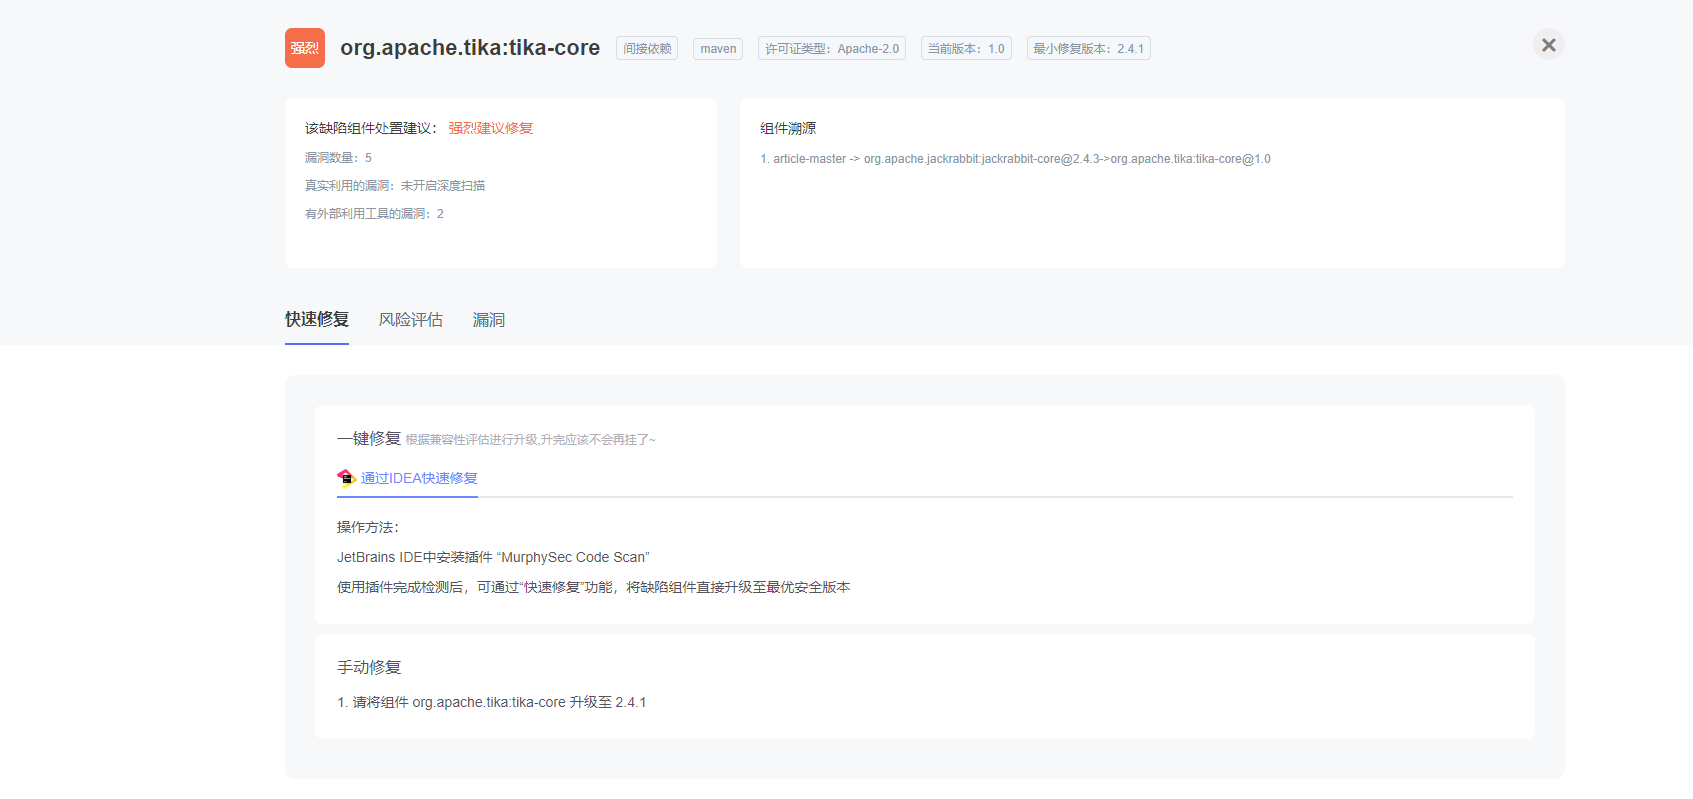 强烈
org.apache.tika:tika-core
间接依赖
maven
许可证类型：Apache-2.0
当前版本：1.0
最小修复版本：2.4.1
该缺陷组件处置建议： 强烈建议修复
漏洞数量：5
真实利用的漏洞：未开启深度扫描
有外部利用工具的漏洞：2
组件溯源
1. article-master -> org.apache.jackrabbit:jackrabbit-core@2.4.3->org.apache.tika:tika-core@1.0
快速修复
风险评估
漏洞
一键修复 根据兼容性评估进行升级,升完应该不会再挂了~
通过IDEA快速修复
操作方法：
JetBrains IDE中安装插件 “MurphySec Code Scan”
使用插件完成检测后，可通过“快速修复”功能，将缺陷组件直接升级至最优安全版本
手动修复
1. 请将组件 org.apache.tika:tika-core 升级至 2.4.1